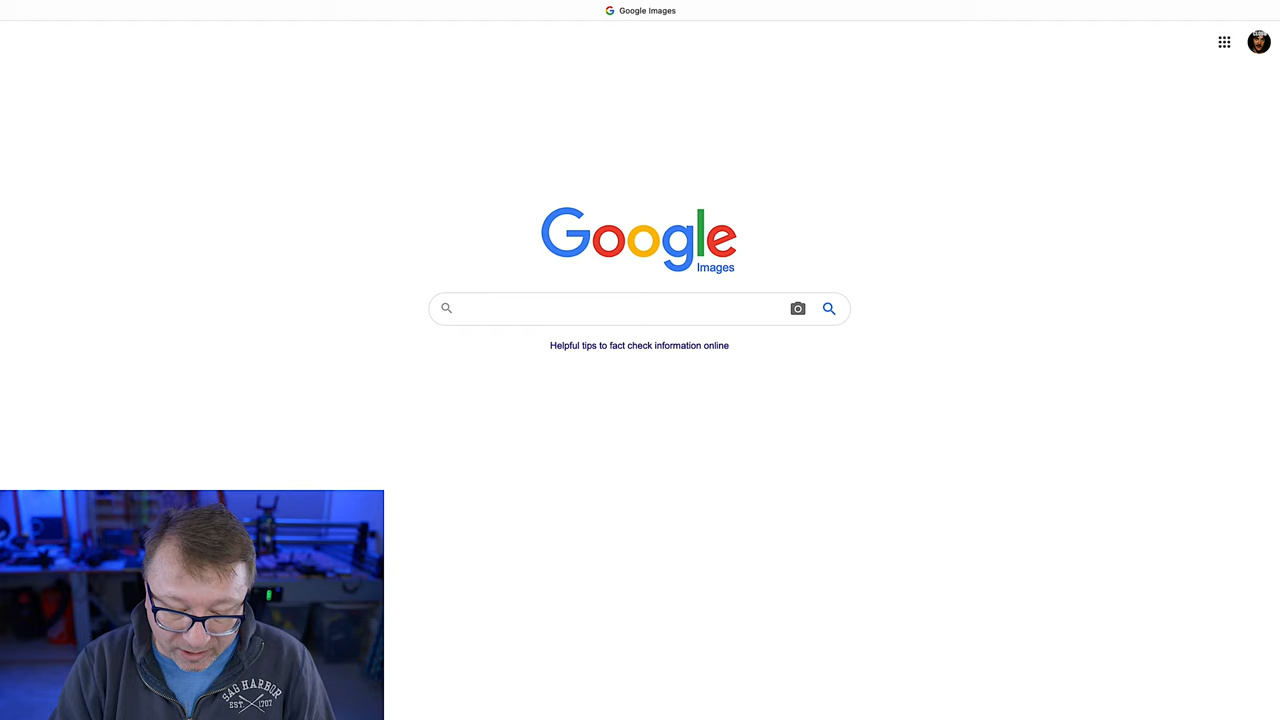 Google Images
Google
Images
Helpful tips to fact check information online
SAG HARBOR
EST. 1707